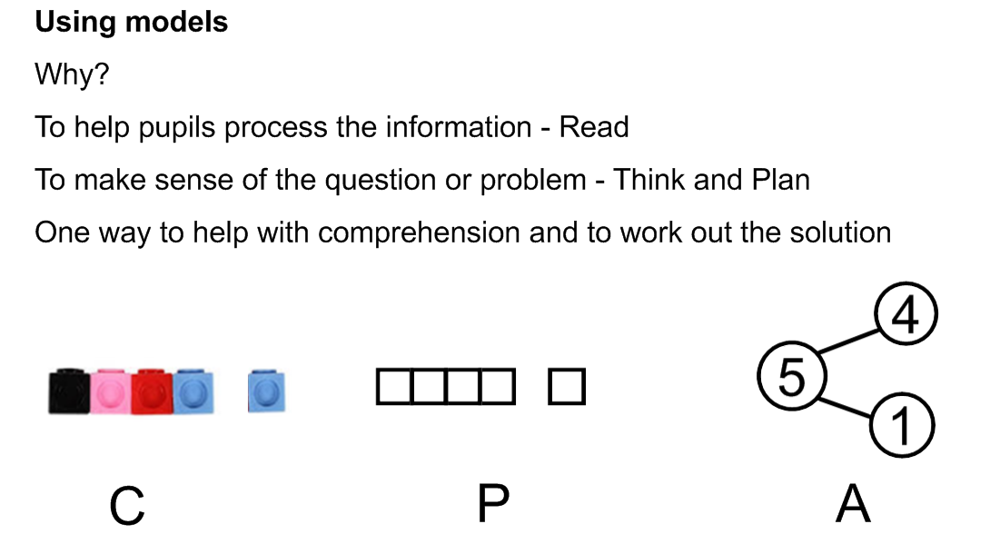 Using models
Why?
To help pupils process the information - Read
To make sense of the question or problem - Think and Plan
One way to help with comprehension and to work out the solution
4
5
1
C P A